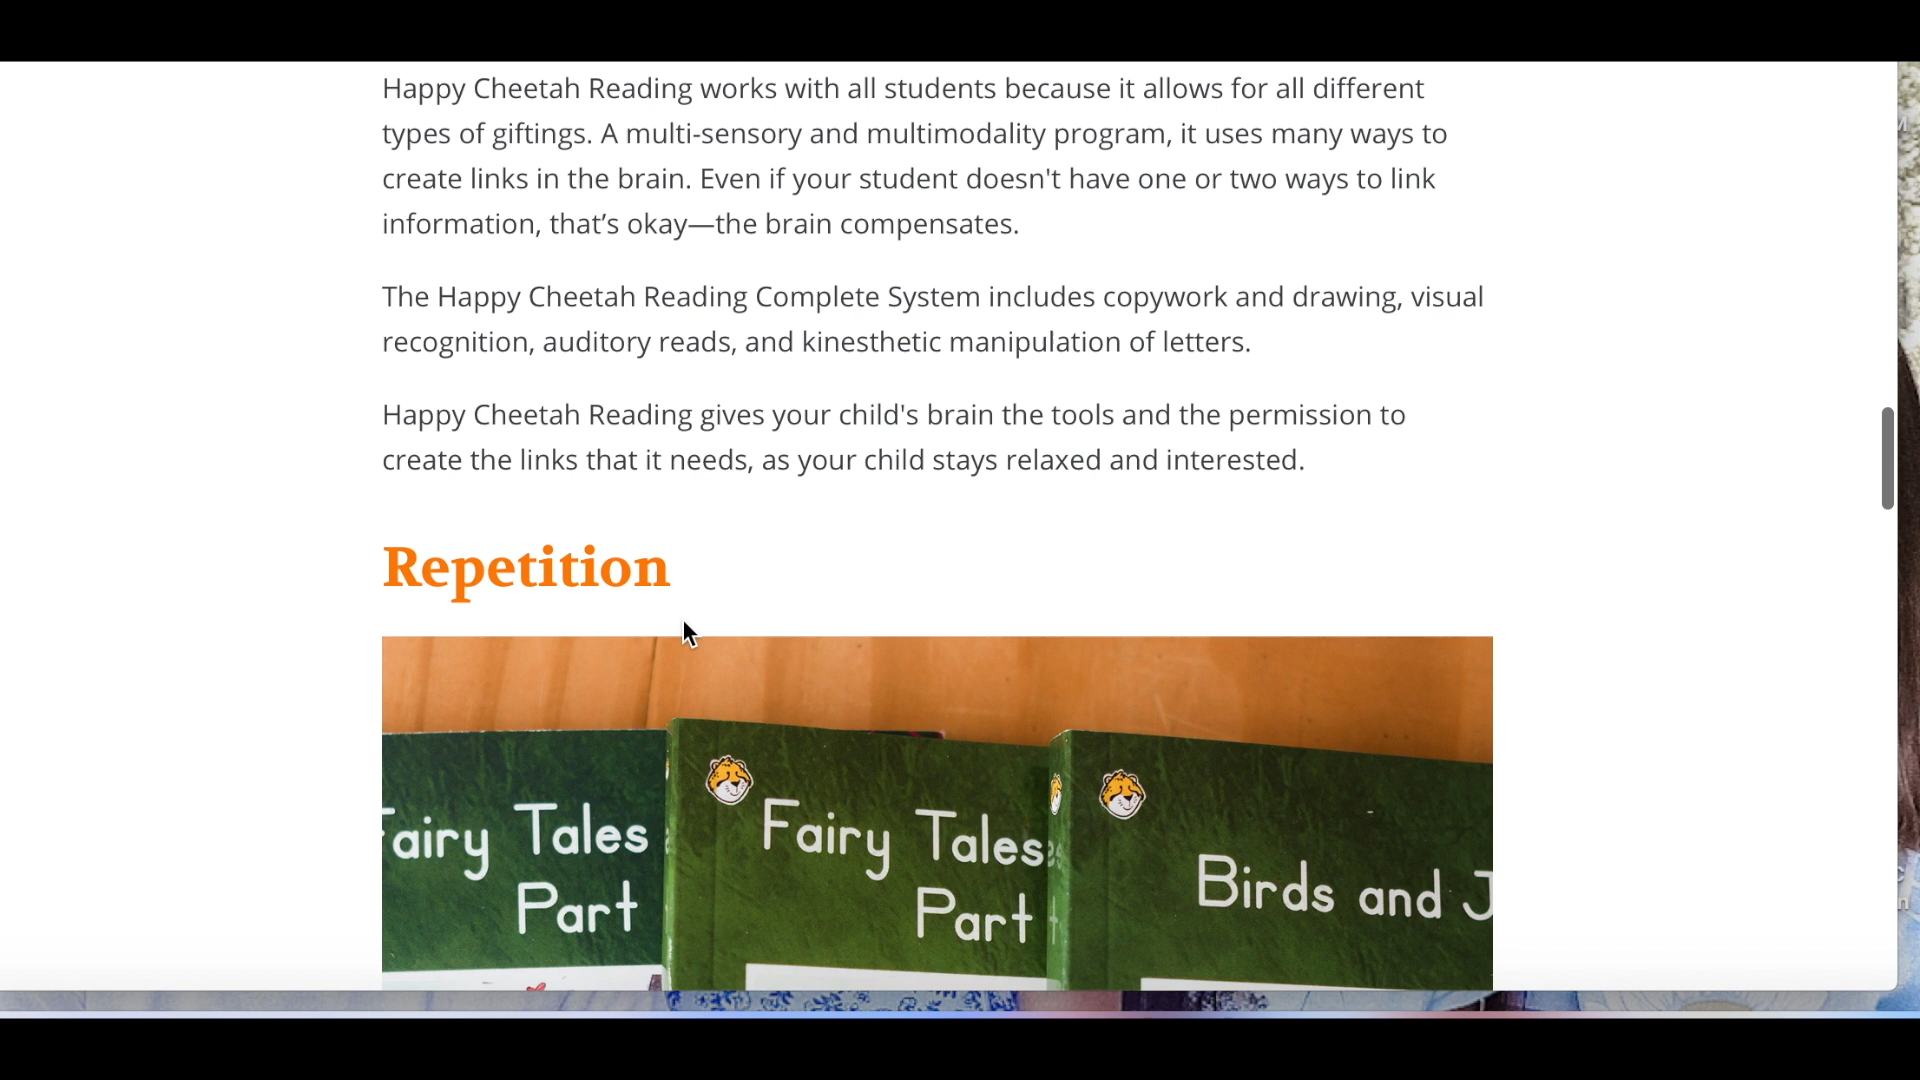 Happy Cheetah Reading works with all students because it allows for all different
types of giftings. A multi-sensory and multimodality program, it uses many ways to
create links in the brain. Even if your student doesn't have one or two ways to link
information, that’s okay—the brain compensates.
The Happy Cheetah Reading Complete System includes copywork and drawing, visual
recognition, auditory reads, and kinesthetic manipulation of letters.
Happy Cheetah Reading gives your child's brain the tools and the permission to
create the links that it needs, as your child stays relaxed and interested.
Repetition
Fairy Tales
Part
Fairy Tales
Part
Birds and J